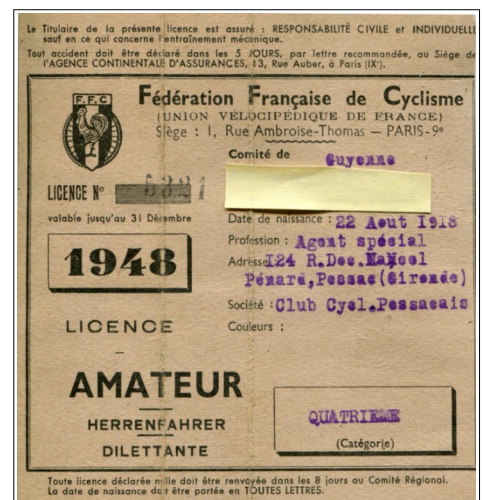 Le Titulaire de la présente licence est assuré : RESPONSABILITÉ CIVILE et INDIVIDUELLE
sauf en ce qui concerne l'entraînement mécanique.
Tout accident doit être déclaré dans les 5 JOURS, par lettre recommandée, au Siège de
l'AGENCE CONTINENTALE D'ASSURANCES, 13, Rue Auber, à Paris (IXe).
F.F.C
Fédération Française de Cyclisme
(UNION VÉLOCIPÉDIQUE DE FRANCE)
Siège : 1, Rue Ambroise-Thomas — PARIS-9e
Comité de Guyenne
LICENCE N° 5327
valable jusqu'au 31 Décembre
1948
Date de naissance : 22 Aout 1918
Profession : Agent spécial
Adresse 124 R.Doc.
Pessac(Gironde)
Société : Club Cycl.Pessacais
Couleurs :
LICENCE
AMATEUR
HERRENFAHRER
DILETTANTE
QUATRIEME
(Catégorie)
Toute licence déclarée nulle doit être renvoyée dans les 8 jours au Comité Régional.
La date de naissance doit être portée en TOUTES LETTRES.